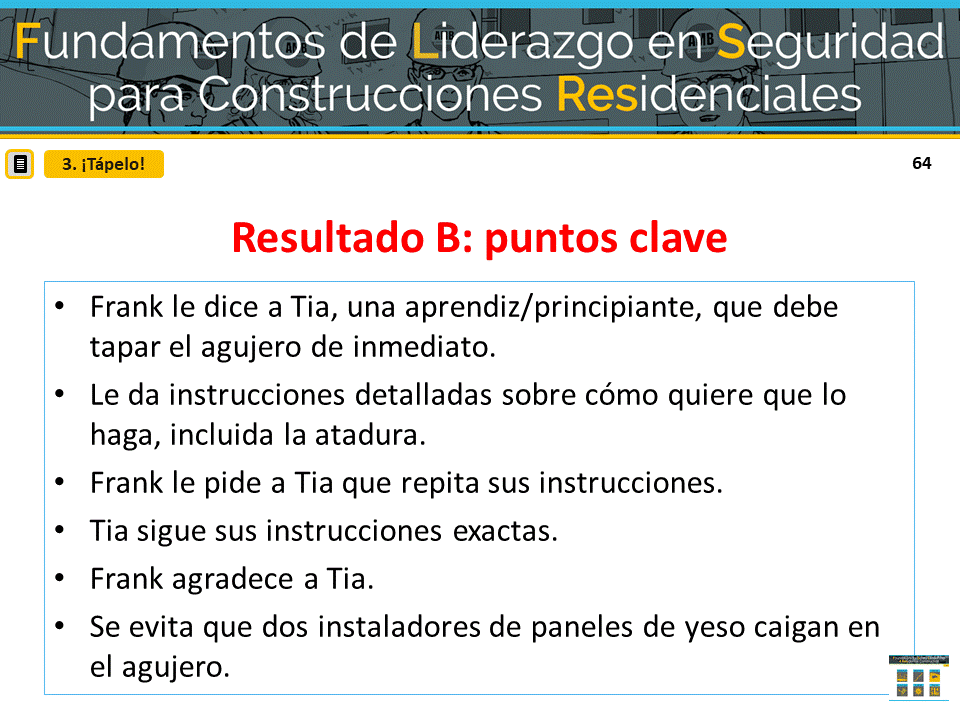 Fundamentos de Liderazgo en Seguridad
para Construcciones Residenciales
3. ¡Tápelo!
64
Resultado B: puntos clave
• Frank le dice a Tia, una aprendiz/principiante, que debe
tapar el agujero de inmediato.
• Le da instrucciones detalladas sobre cómo quiere que lo
haga, incluida la atadura.
• Frank le pide a Tia que repita sus instrucciones.
• Tia sigue sus instrucciones exactas.
• Frank agradece a Tia.
• Se evita que dos instaladores de paneles de yeso caigan en
el agujero.